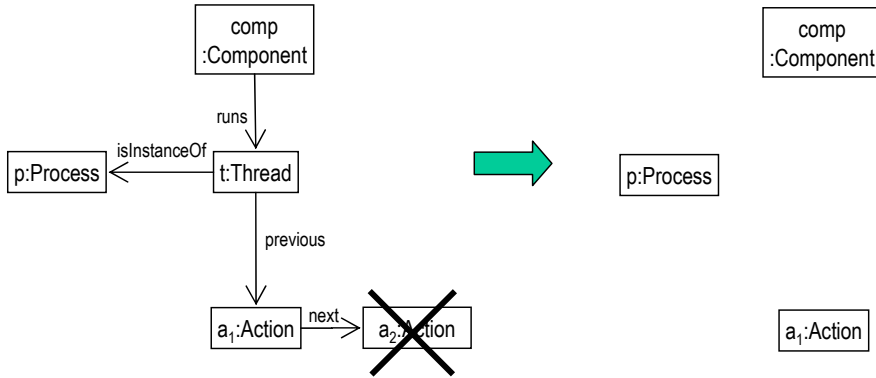 comp
:Component
comp
:Component
runs
isInstanceOf
p:Process
t:Thread
p:Process
previous
next
a₁:Action
a₂:Action
a₁:Action